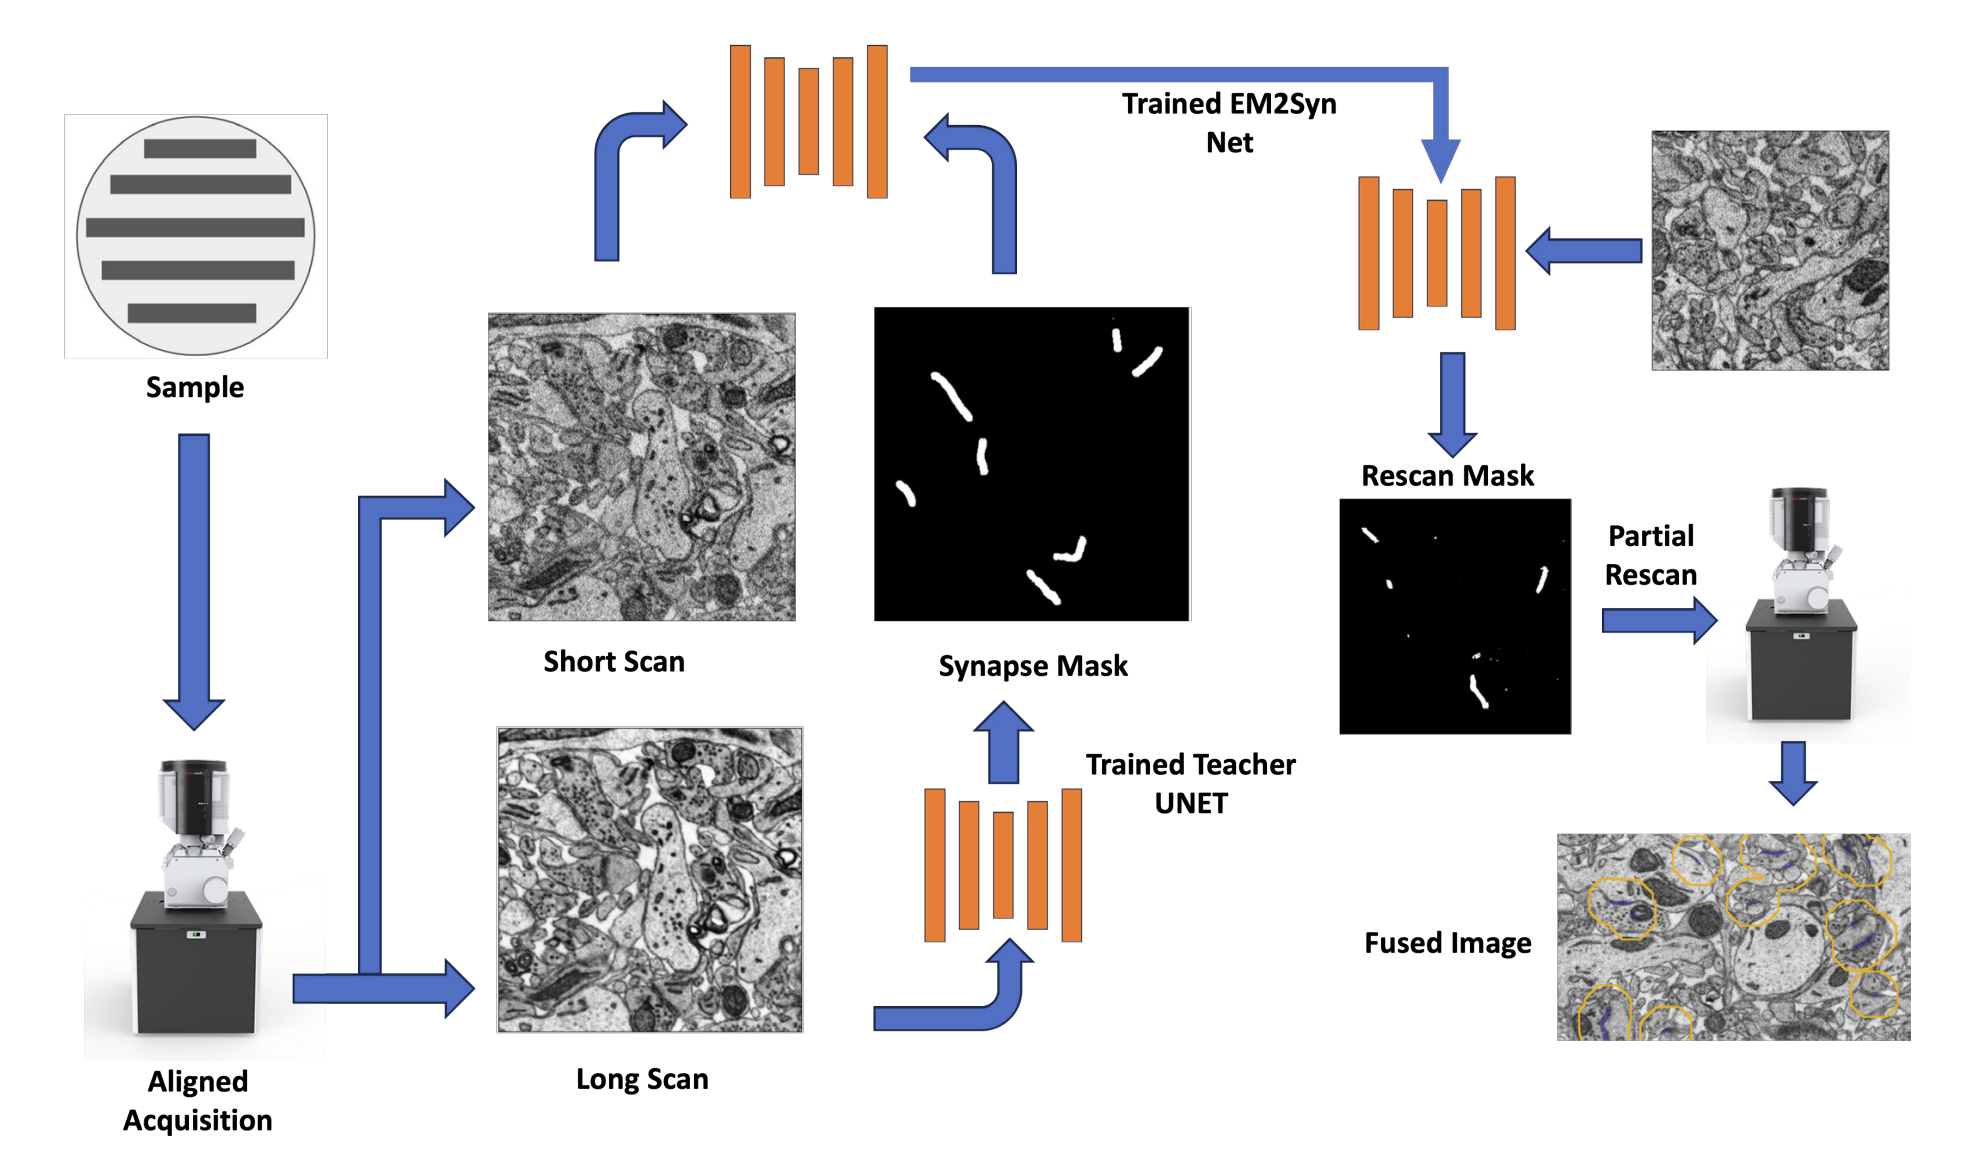 Trained EM2Syn
Net
Sample
Rescan Mask
Partial
Rescan
Short Scan
Synapse Mask
Trained Teacher
UNET
Fused Image
Long Scan
Aligned
Acquisition